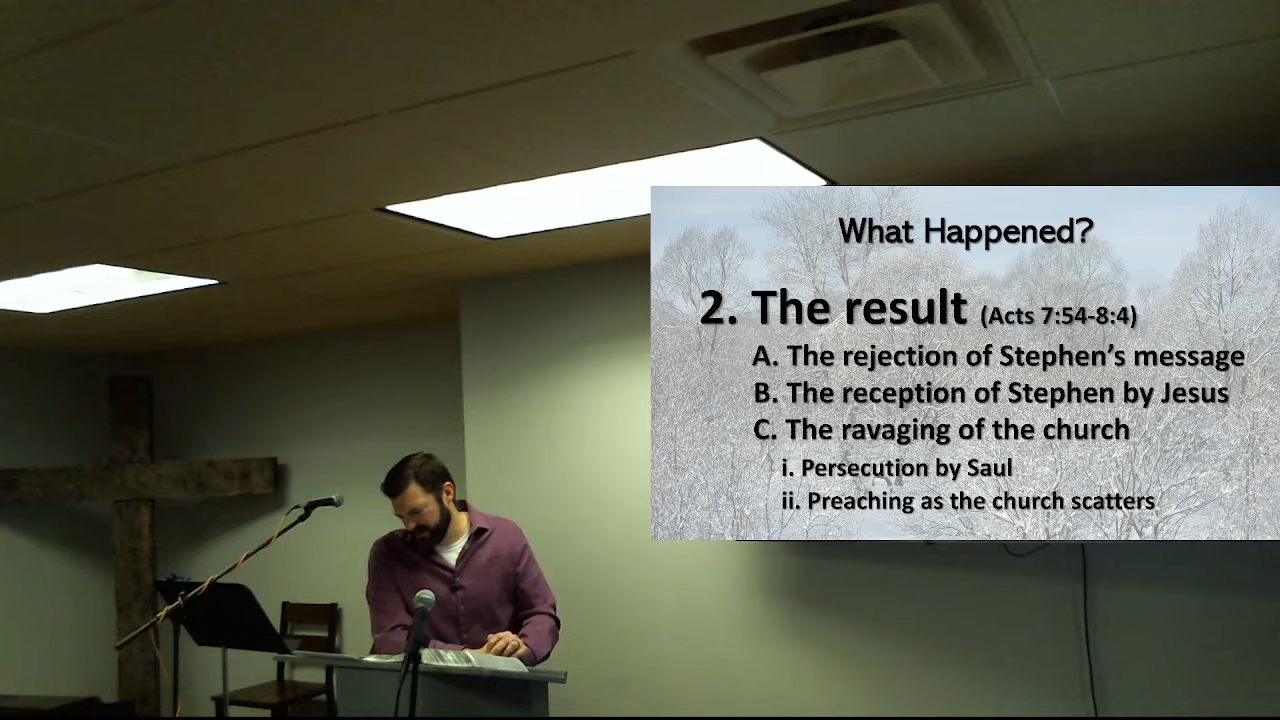 What Happened?
2. The result (Acts 7:54-8:4)
A. The rejection of Stephen's message
B. The reception of Stephen by Jesus
C. The ravaging of the church
i. Persecution by Saul
ii. Preaching as the church scatters